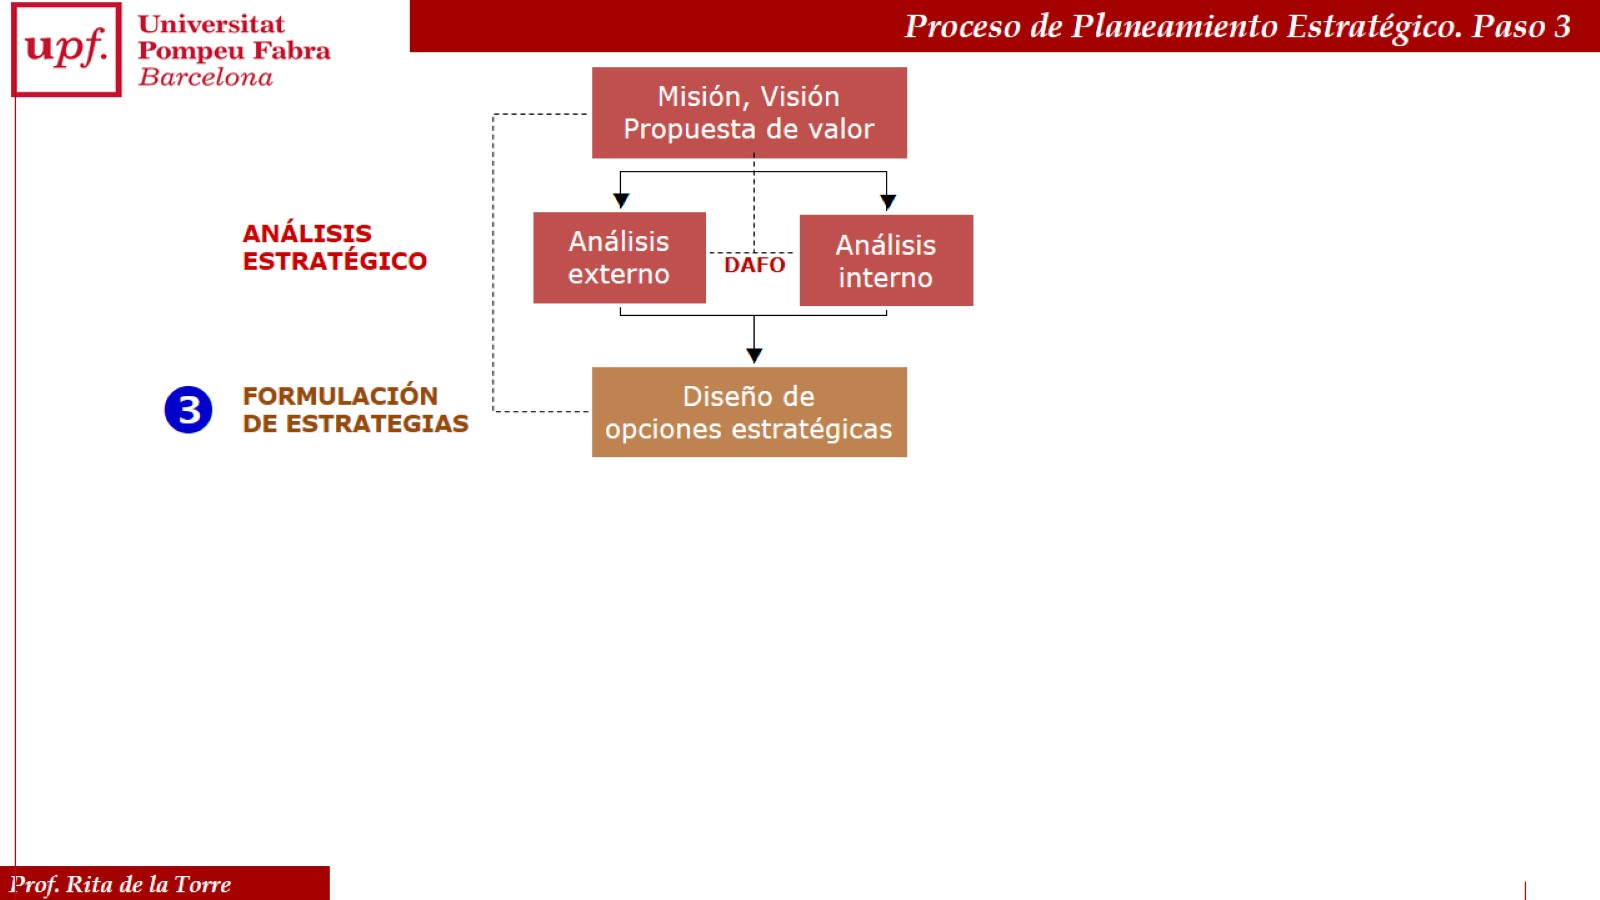 upf.
Universitat
Pompeu Fabra
Barcelona
Proceso de Planeamiento Estratégico. Paso 3
Misión, Visión
Propuesta de valor
ANÁLISIS
ESTRATÉGICO
Análisis
externo
DAFO
Análisis
interno
3
FORMULACIÓN
DE ESTRATEGIAS
Diseño de
opciones estratégicas
Prof. Rita de la Torre